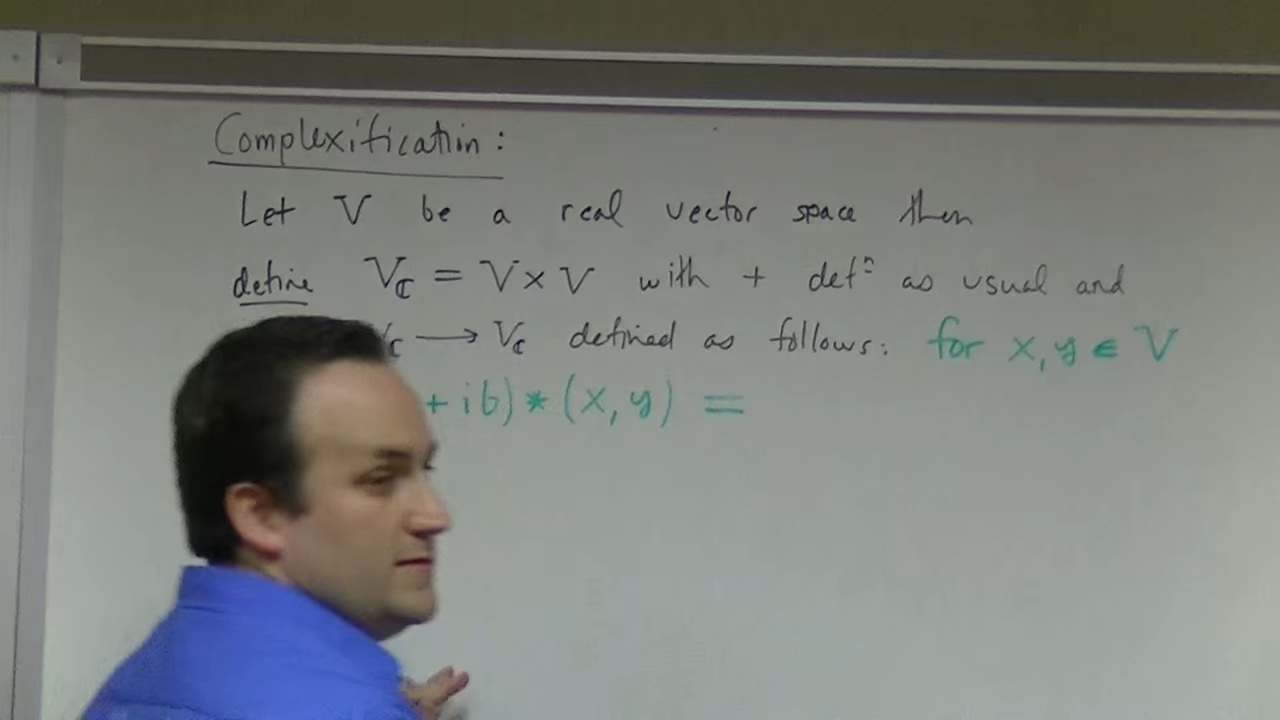 Complexification:
Let V be a real vector space then
define V_ℂ = V × V with + defⁿ as usual and
→ V_ℂ defined as follows: for x, y ∈ V
+ ib) * (x, y) =